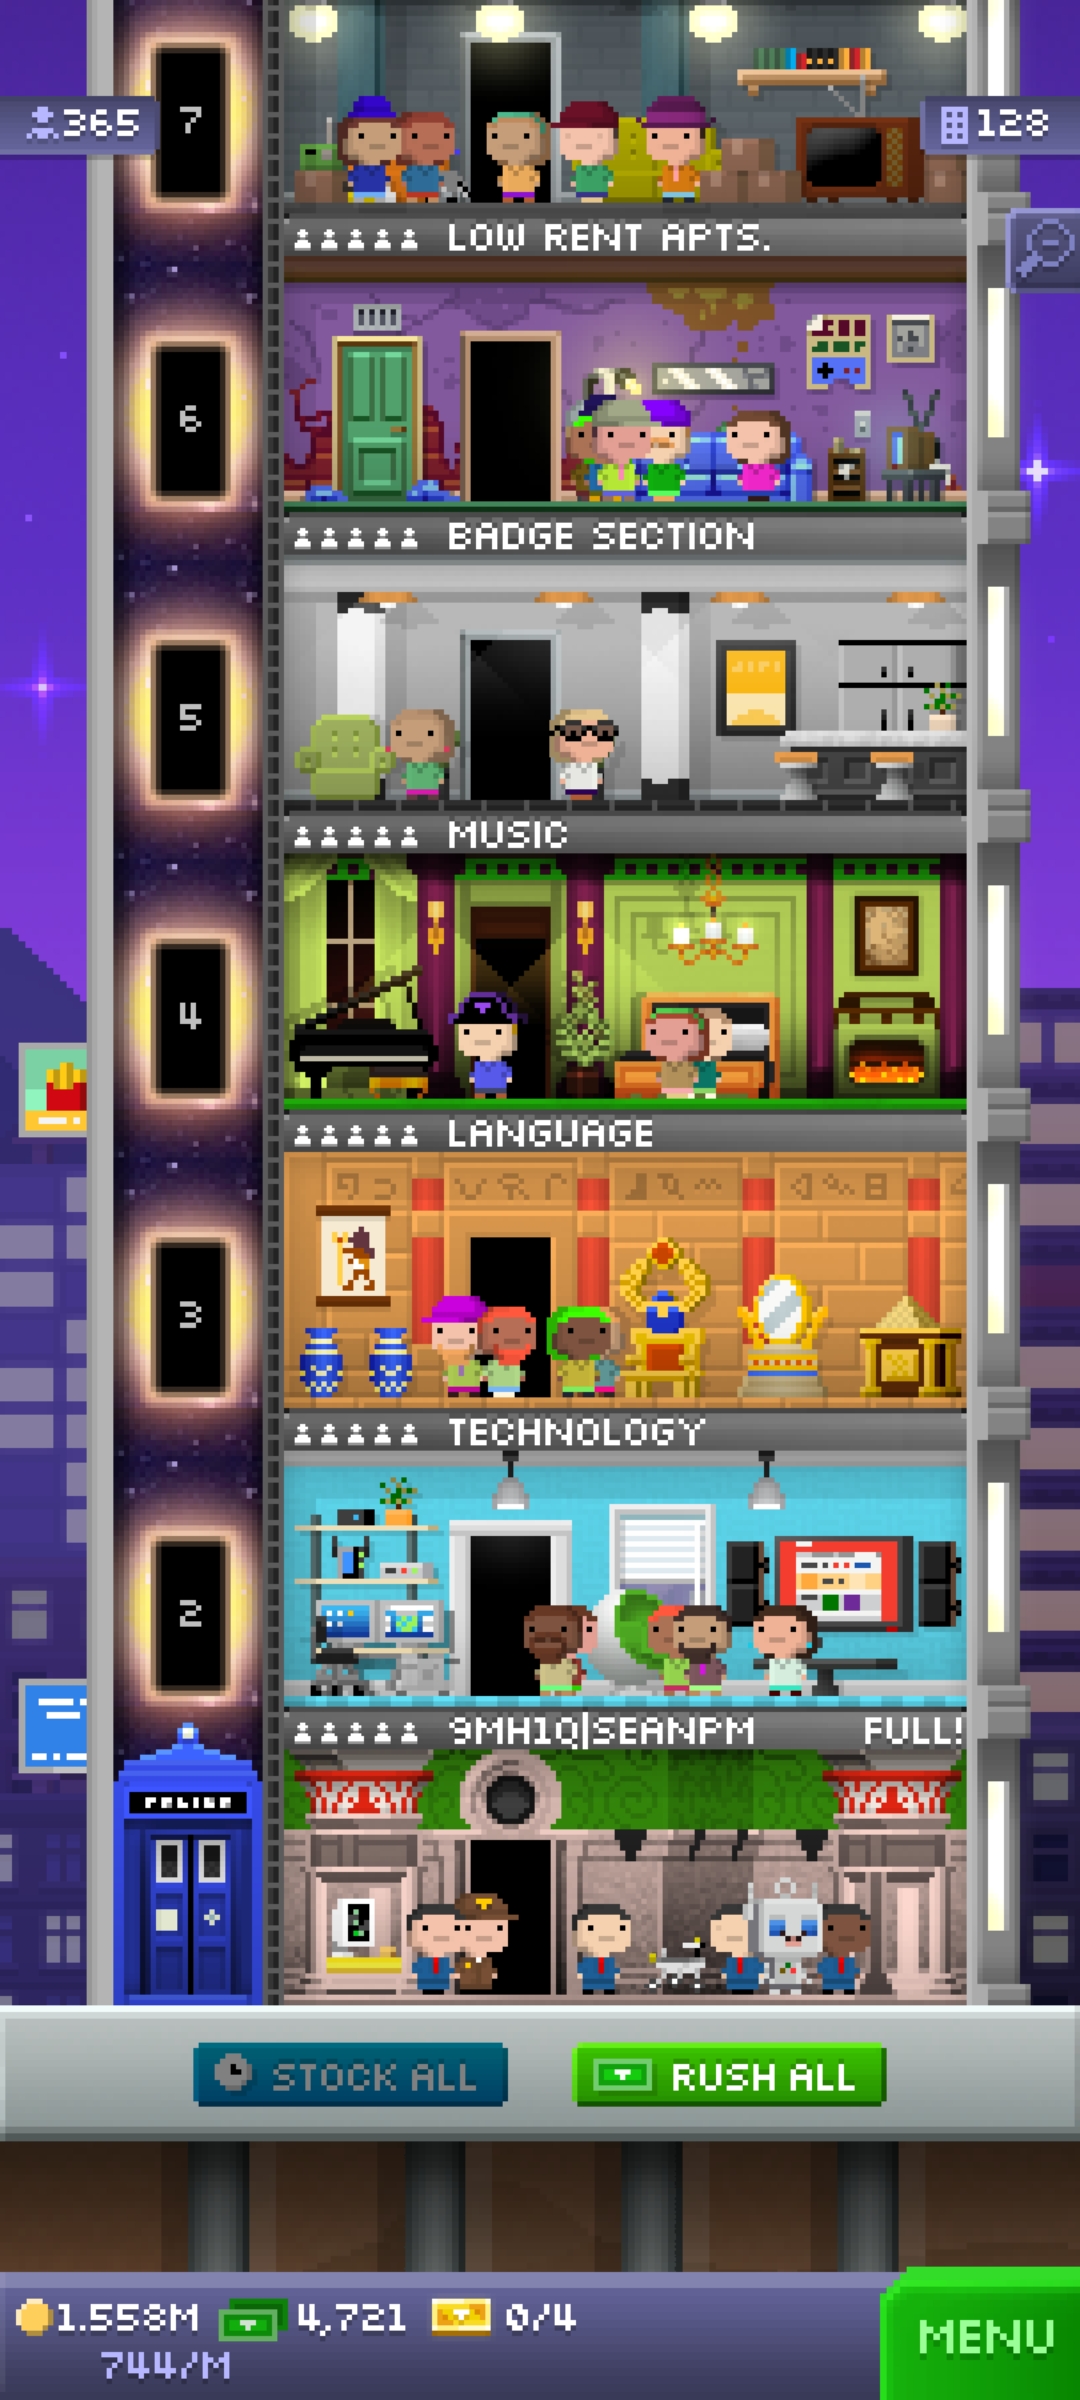 7
365
128
LOW RENT APTS.
6
BADGE SECTION
5
MUSIC
4
LANGUAGE
3
TECHNOLOGY
2
9MH1Q|SEANPM FULL!
POLICE
STOCK ALL
RUSH ALL
1.558M 4,721 0/4
744/M
MENU